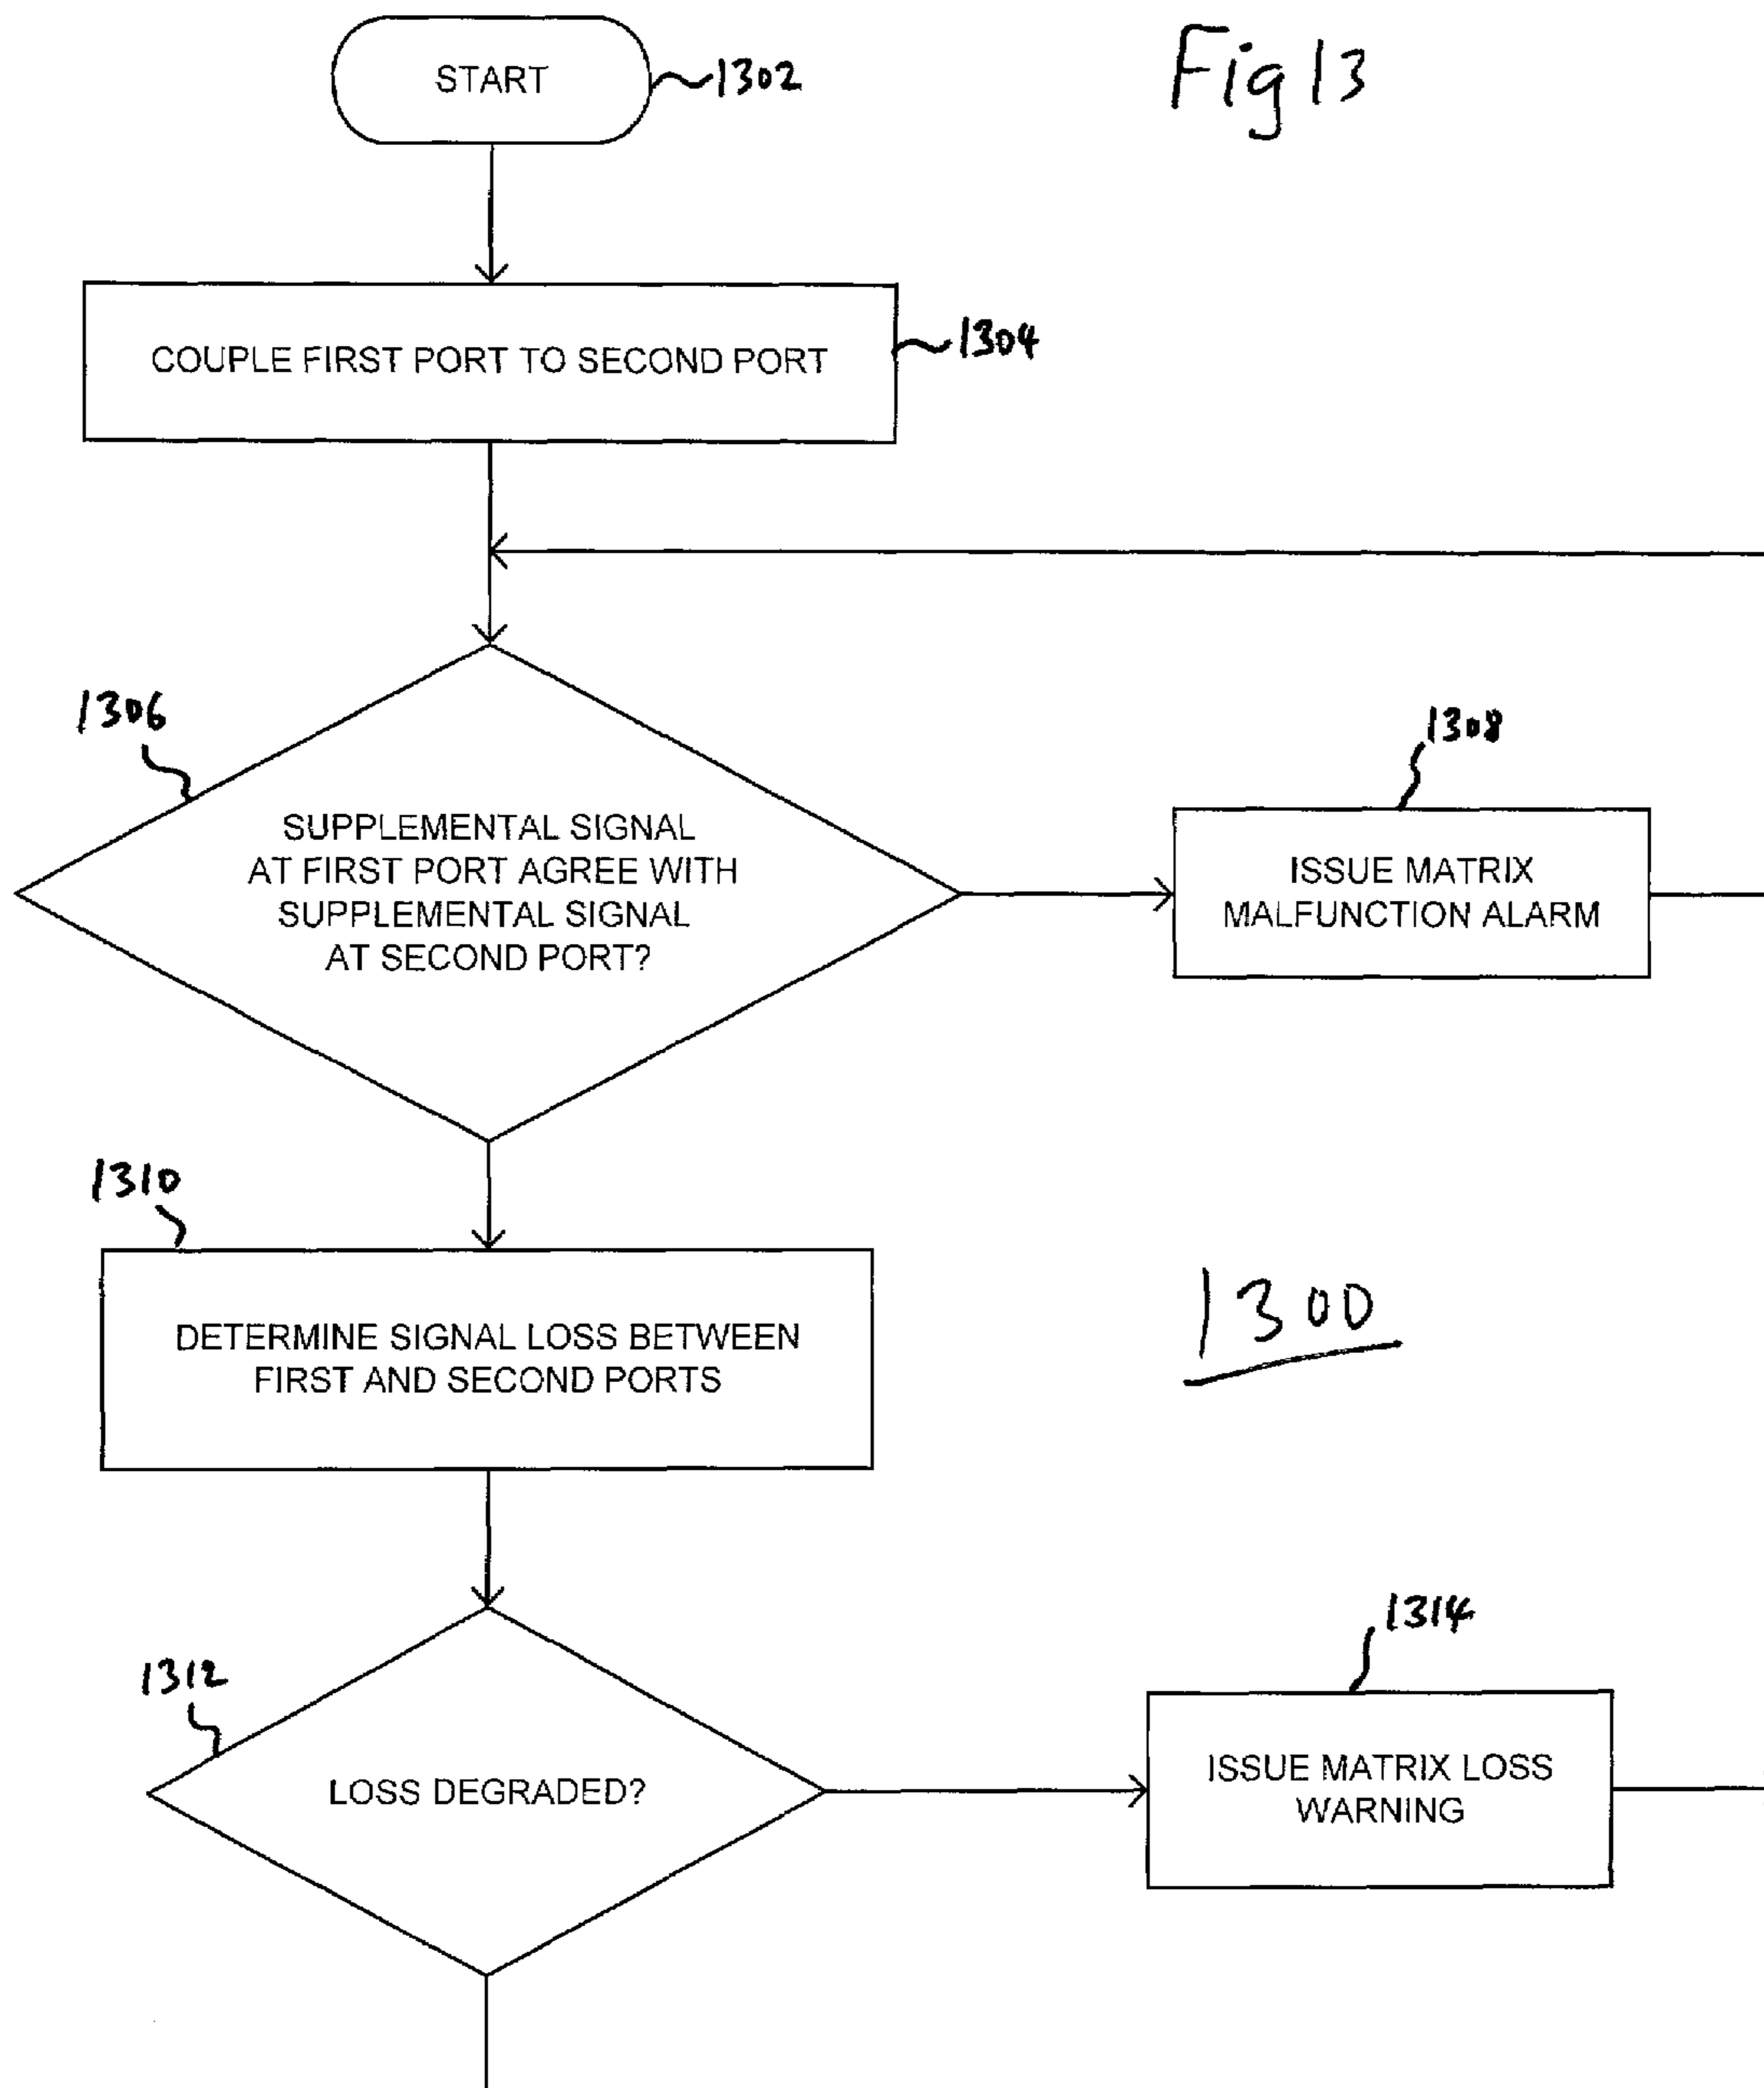 START
1302
Fig 13
COUPLE FIRST PORT TO SECOND PORT
1304
1306
SUPPLEMENTAL SIGNAL
AT FIRST PORT AGREE WITH
SUPPLEMENTAL SIGNAL
AT SECOND PORT?
1308
ISSUE MATRIX
MALFUNCTION ALARM
1310
DETERMINE SIGNAL LOSS BETWEEN
FIRST AND SECOND PORTS
1300
1312
LOSS DEGRADED?
1314
ISSUE MATRIX LOSS
WARNING